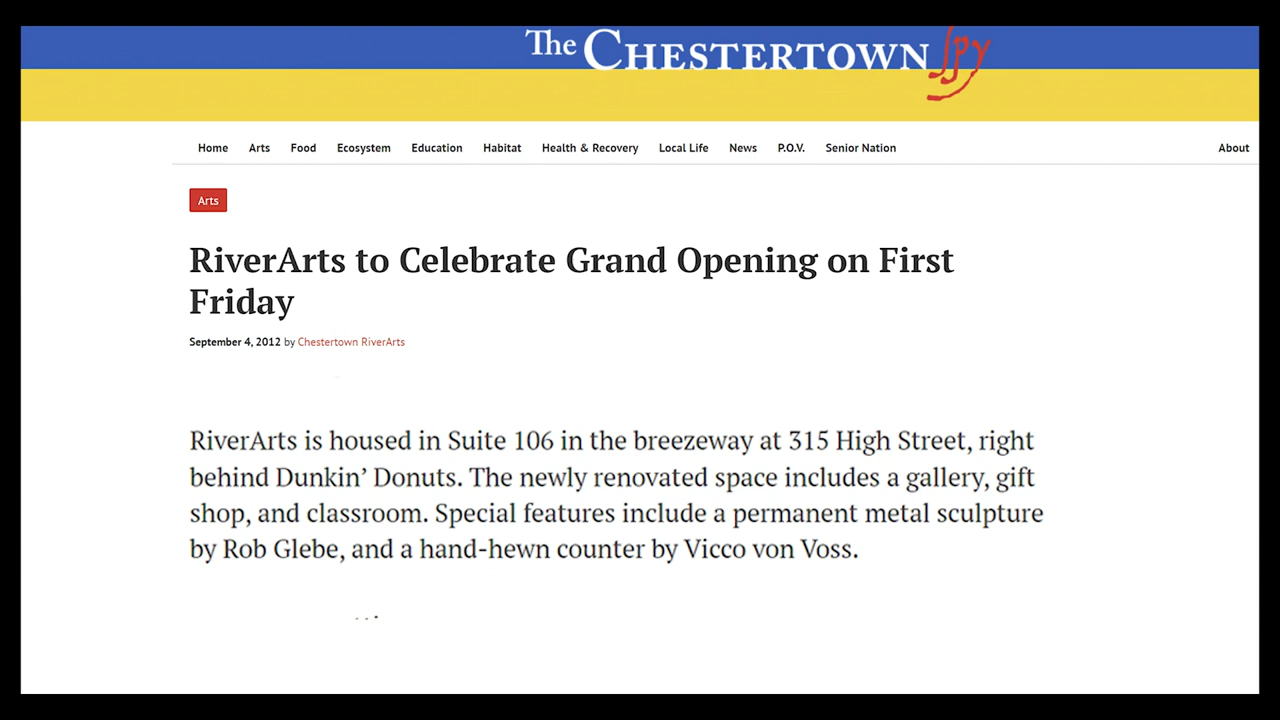 The CHESTERTOWN Spy
Home Arts Food Ecosystem Education Habitat Health & Recovery Local Life News P.O.V. Senior Nation About
Arts
RiverArts to Celebrate Grand Opening on First
Friday
September 4, 2012 by Chestertown RiverArts
RiverArts is housed in Suite 106 in the breezeway at 315 High Street, right
behind Dunkin’ Donuts. The newly renovated space includes a gallery, gift
shop, and classroom. Special features include a permanent metal sculpture
by Rob Glebe, and a hand-hewn counter by Vicco von Voss.